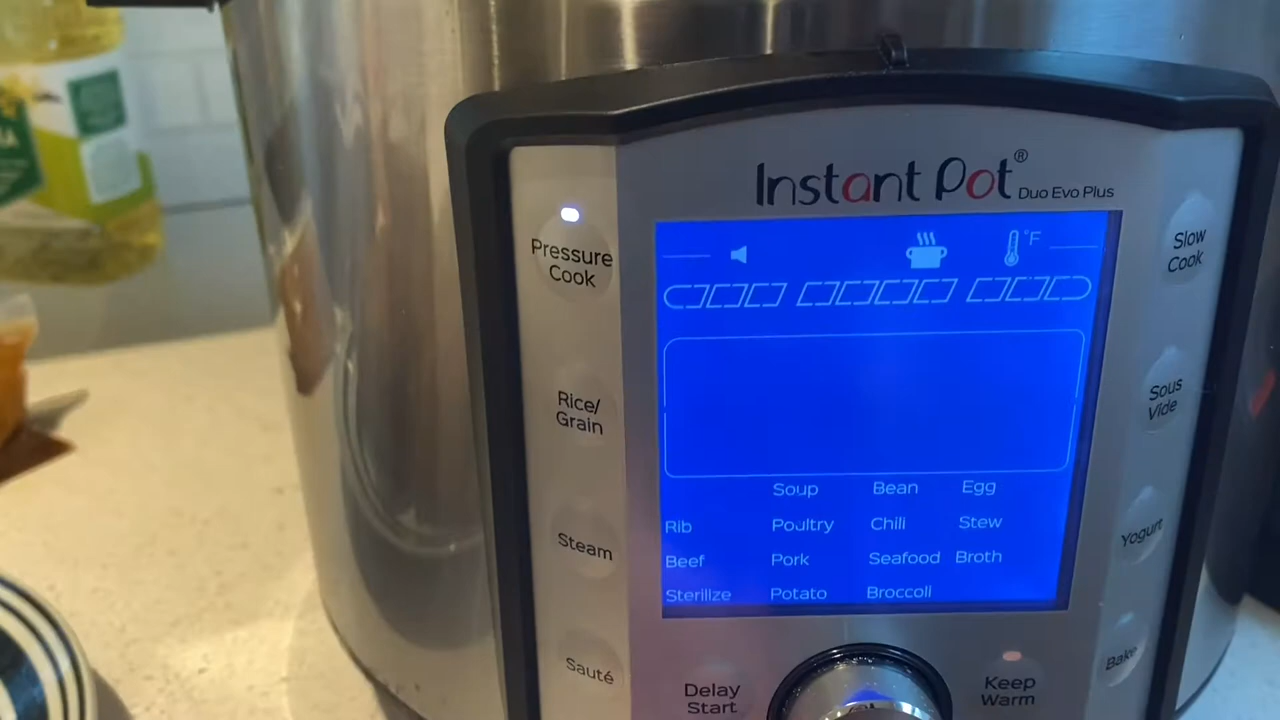 Instant Pot®
Duo Evo Plus
Pressure
Cook
Rice/
Grain
Steam
Sauté
°F
Soup Bean Egg
Rib Poultry Chili Stew
Beef Pork Seafood Broth
Sterilize Potato Broccoli
Delay
Start
Keep
Warm
Slow
Cook
Sous
Vide
Yogurt
Bake